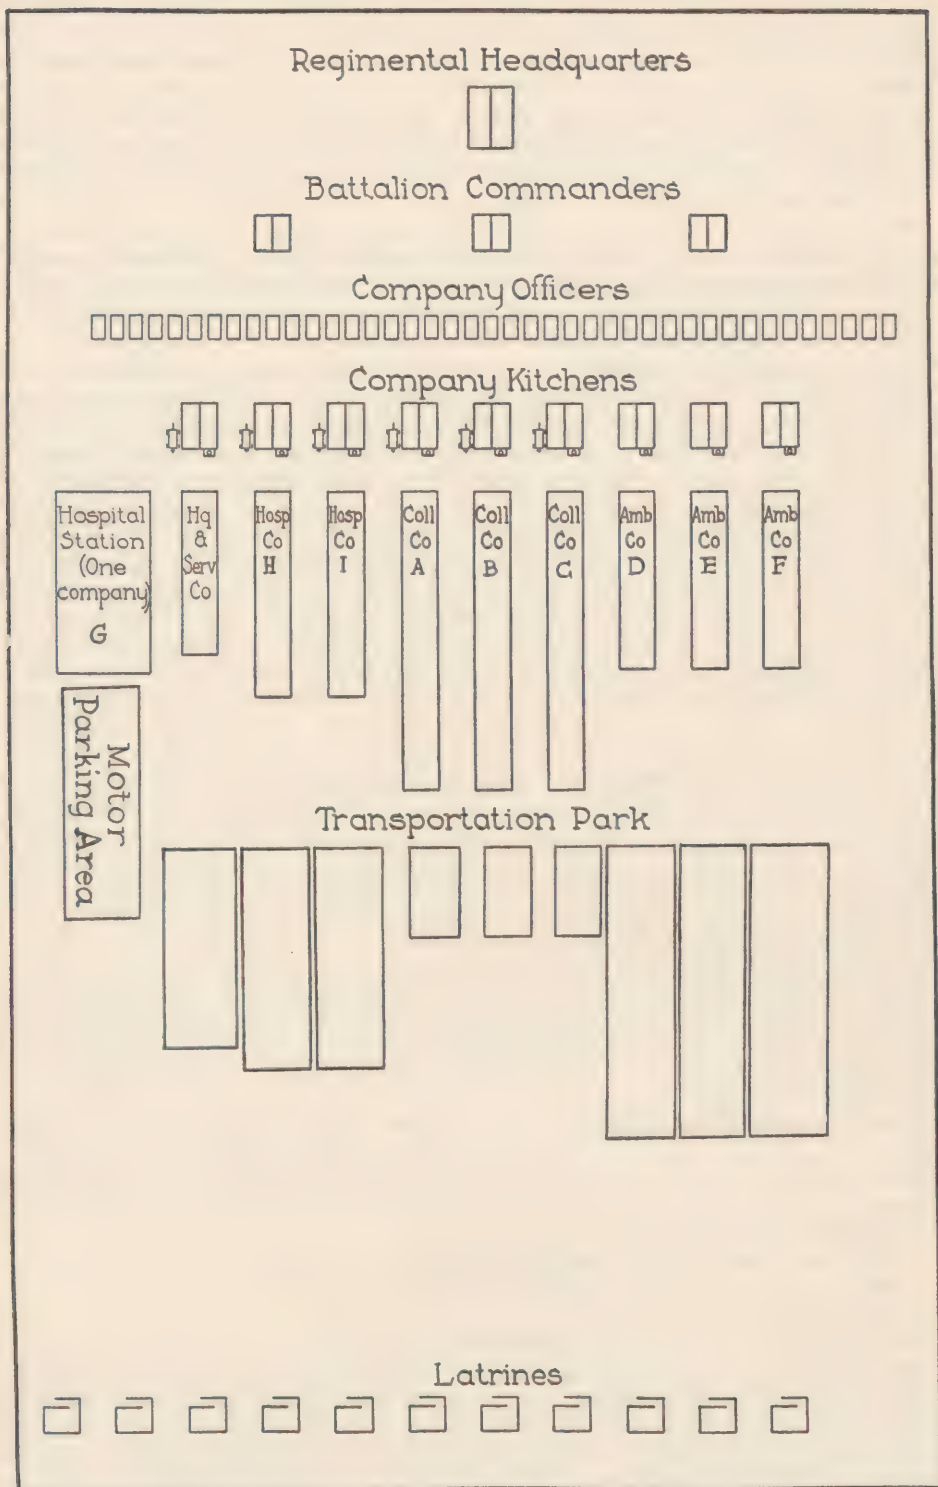 Regimental Headquarters
Battalion Commanders
Company Officers
Company Kitchens
Hospital
Station
(One
company)
G
Hq
&
Serv
Co
Hosp
Co
H
Hosp
Co
I
Coll
Co
A
Coll
Co
B
Coll
Co
C
Amb
Co
D
Amb
Co
E
Amb
Co
F
Motor
Parking Area
Transportation Park
Latrines